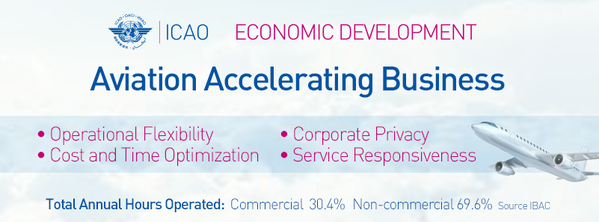 ICAO ECONOMIC DEVELOPMENT
Aviation Accelerating Business
• Operational Flexibility
• Corporate Privacy
• Cost and Time Optimization
• Service Responsiveness
Total Annual Hours Operated: Commercial 30.4% Non-commercial 69.6% Source IBAC